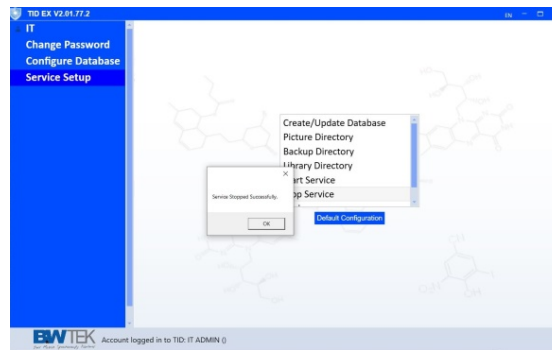 TID EX V2.01.77.2
EN
IT
Change Password
Configure Database
Service Setup
Create/Update Database
Picture Directory
Backup Directory
Library Directory
art Service
op Service
Service Stopped Successfully.
OK
Default Configuration
BWTEK
Account logged in to TID: IT ADMIN ()